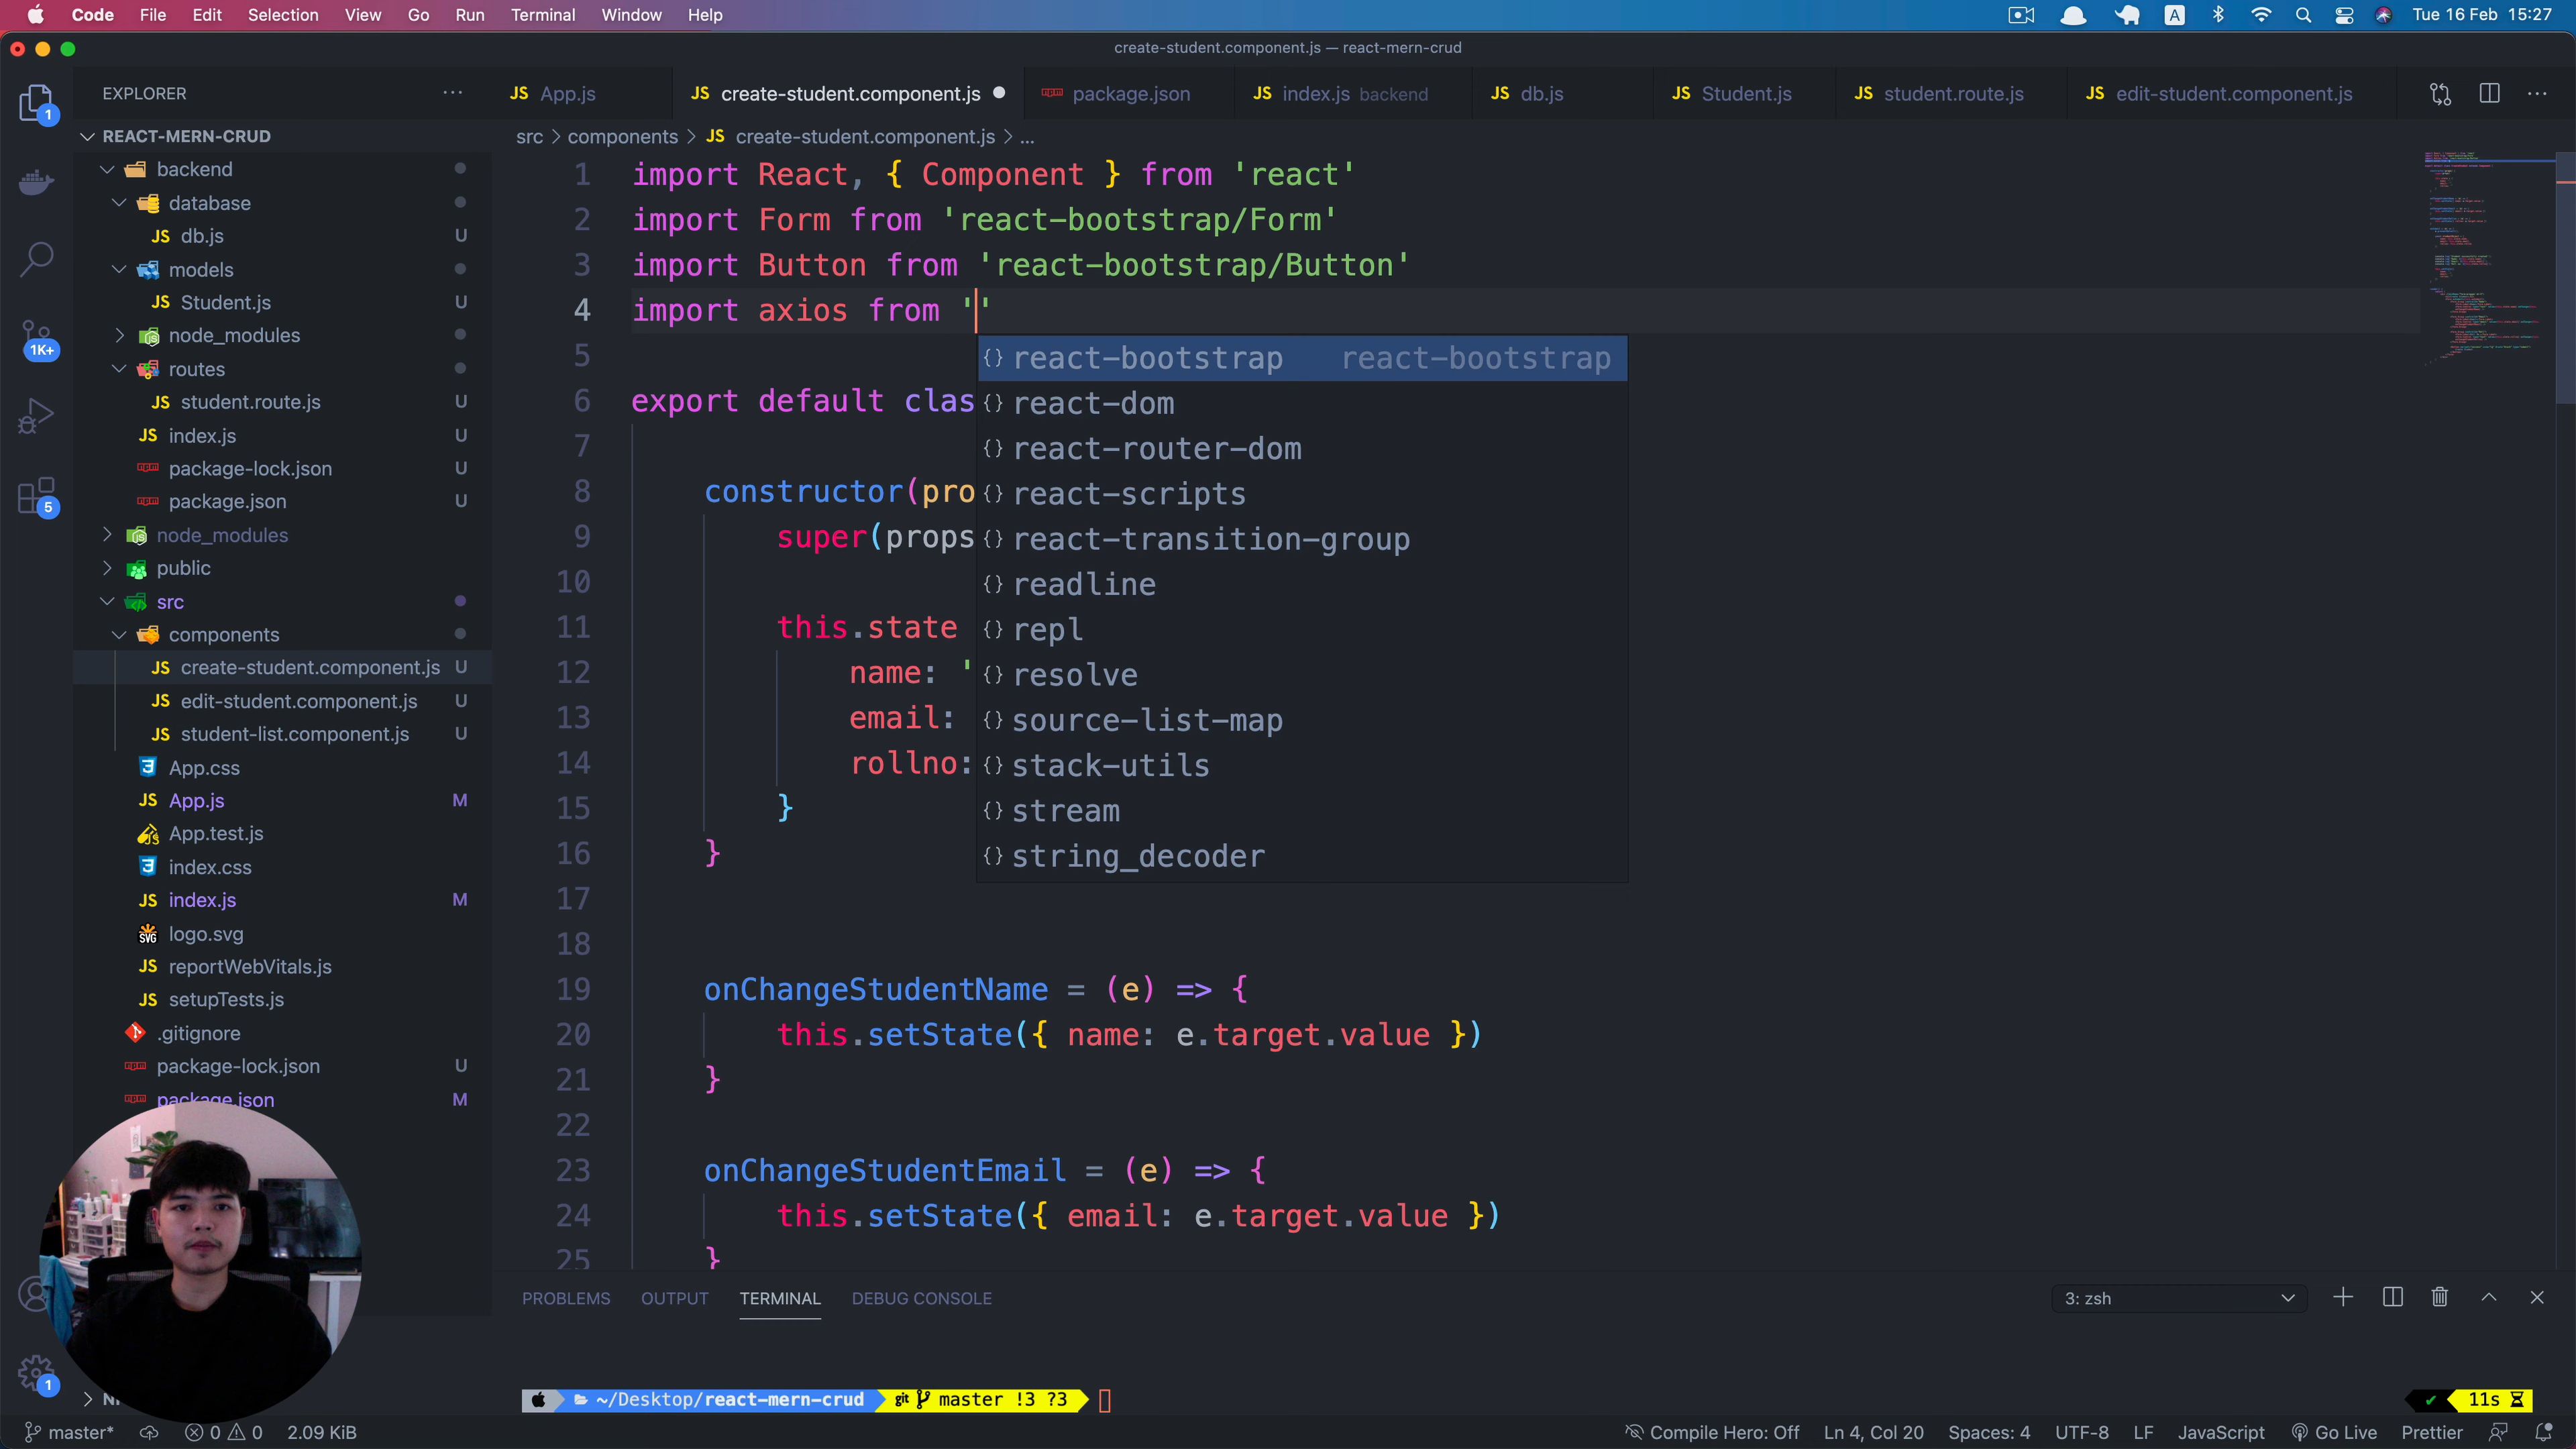 Code File Edit Selection View Go Run Terminal Window Help
A
Tue 16 Feb 15:27
create-student.component.js — react-mern-crud
EXPLORER ···
JS App.js
JS create-student.component.js
package.json
JS index.js backend
JS db.js
JS Student.js
JS student.route.js
JS edit-student.component.js
src > components > JS create-student.component.js > ...
REACT-MERN-CRUD
backend
database
JS db.js U
models
JS Student.js U
node_modules
routes
JS student.route.js U
JS index.js U
package-lock.json U
package.json U
node_modules
public
src
components
JS create-student.component.js U
JS edit-student.component.js U
JS student-list.component.js U
App.css
JS App.js M
App.test.js
index.css
JS index.js M
SVG logo.svg
JS reportWebVitals.js
JS setupTests.js
.gitignore
package-lock.json U
package.json M
1
1K+
5
1
1 import React, { Component } from 'react'
2 import Form from 'react-bootstrap/Form'
3 import Button from 'react-bootstrap/Button'
4 import axios from ''
5
6 export default clas
7
8 constructor(pro
9 super(props
10
11 this.state
12 name: '
13 email:
14 rollno:
15 }
16 }
17
18
19 onChangeStudentName = (e) => {
20 this.setState({ name: e.target.value })
21 }
22
23 onChangeStudentEmail = (e) => {
24 this.setState({ email: e.target.value })
25 }
{} react-bootstrap react-bootstrap
{} react-dom
{} react-router-dom
{} react-scripts
{} react-transition-group
{} readline
{} repl
{} resolve
{} source-list-map
{} stack-utils
{} stream
{} string_decoder
PROBLEMS OUTPUT TERMINAL DEBUG CONSOLE
3: zsh
~/Desktop/react-mern-crud git master !3 ?3
✔ 11s
master* 0 0 2.09 KiB
Compile Hero: Off Ln 4, Col 20 Spaces: 4 UTF-8 LF JavaScript Go Live Prettier